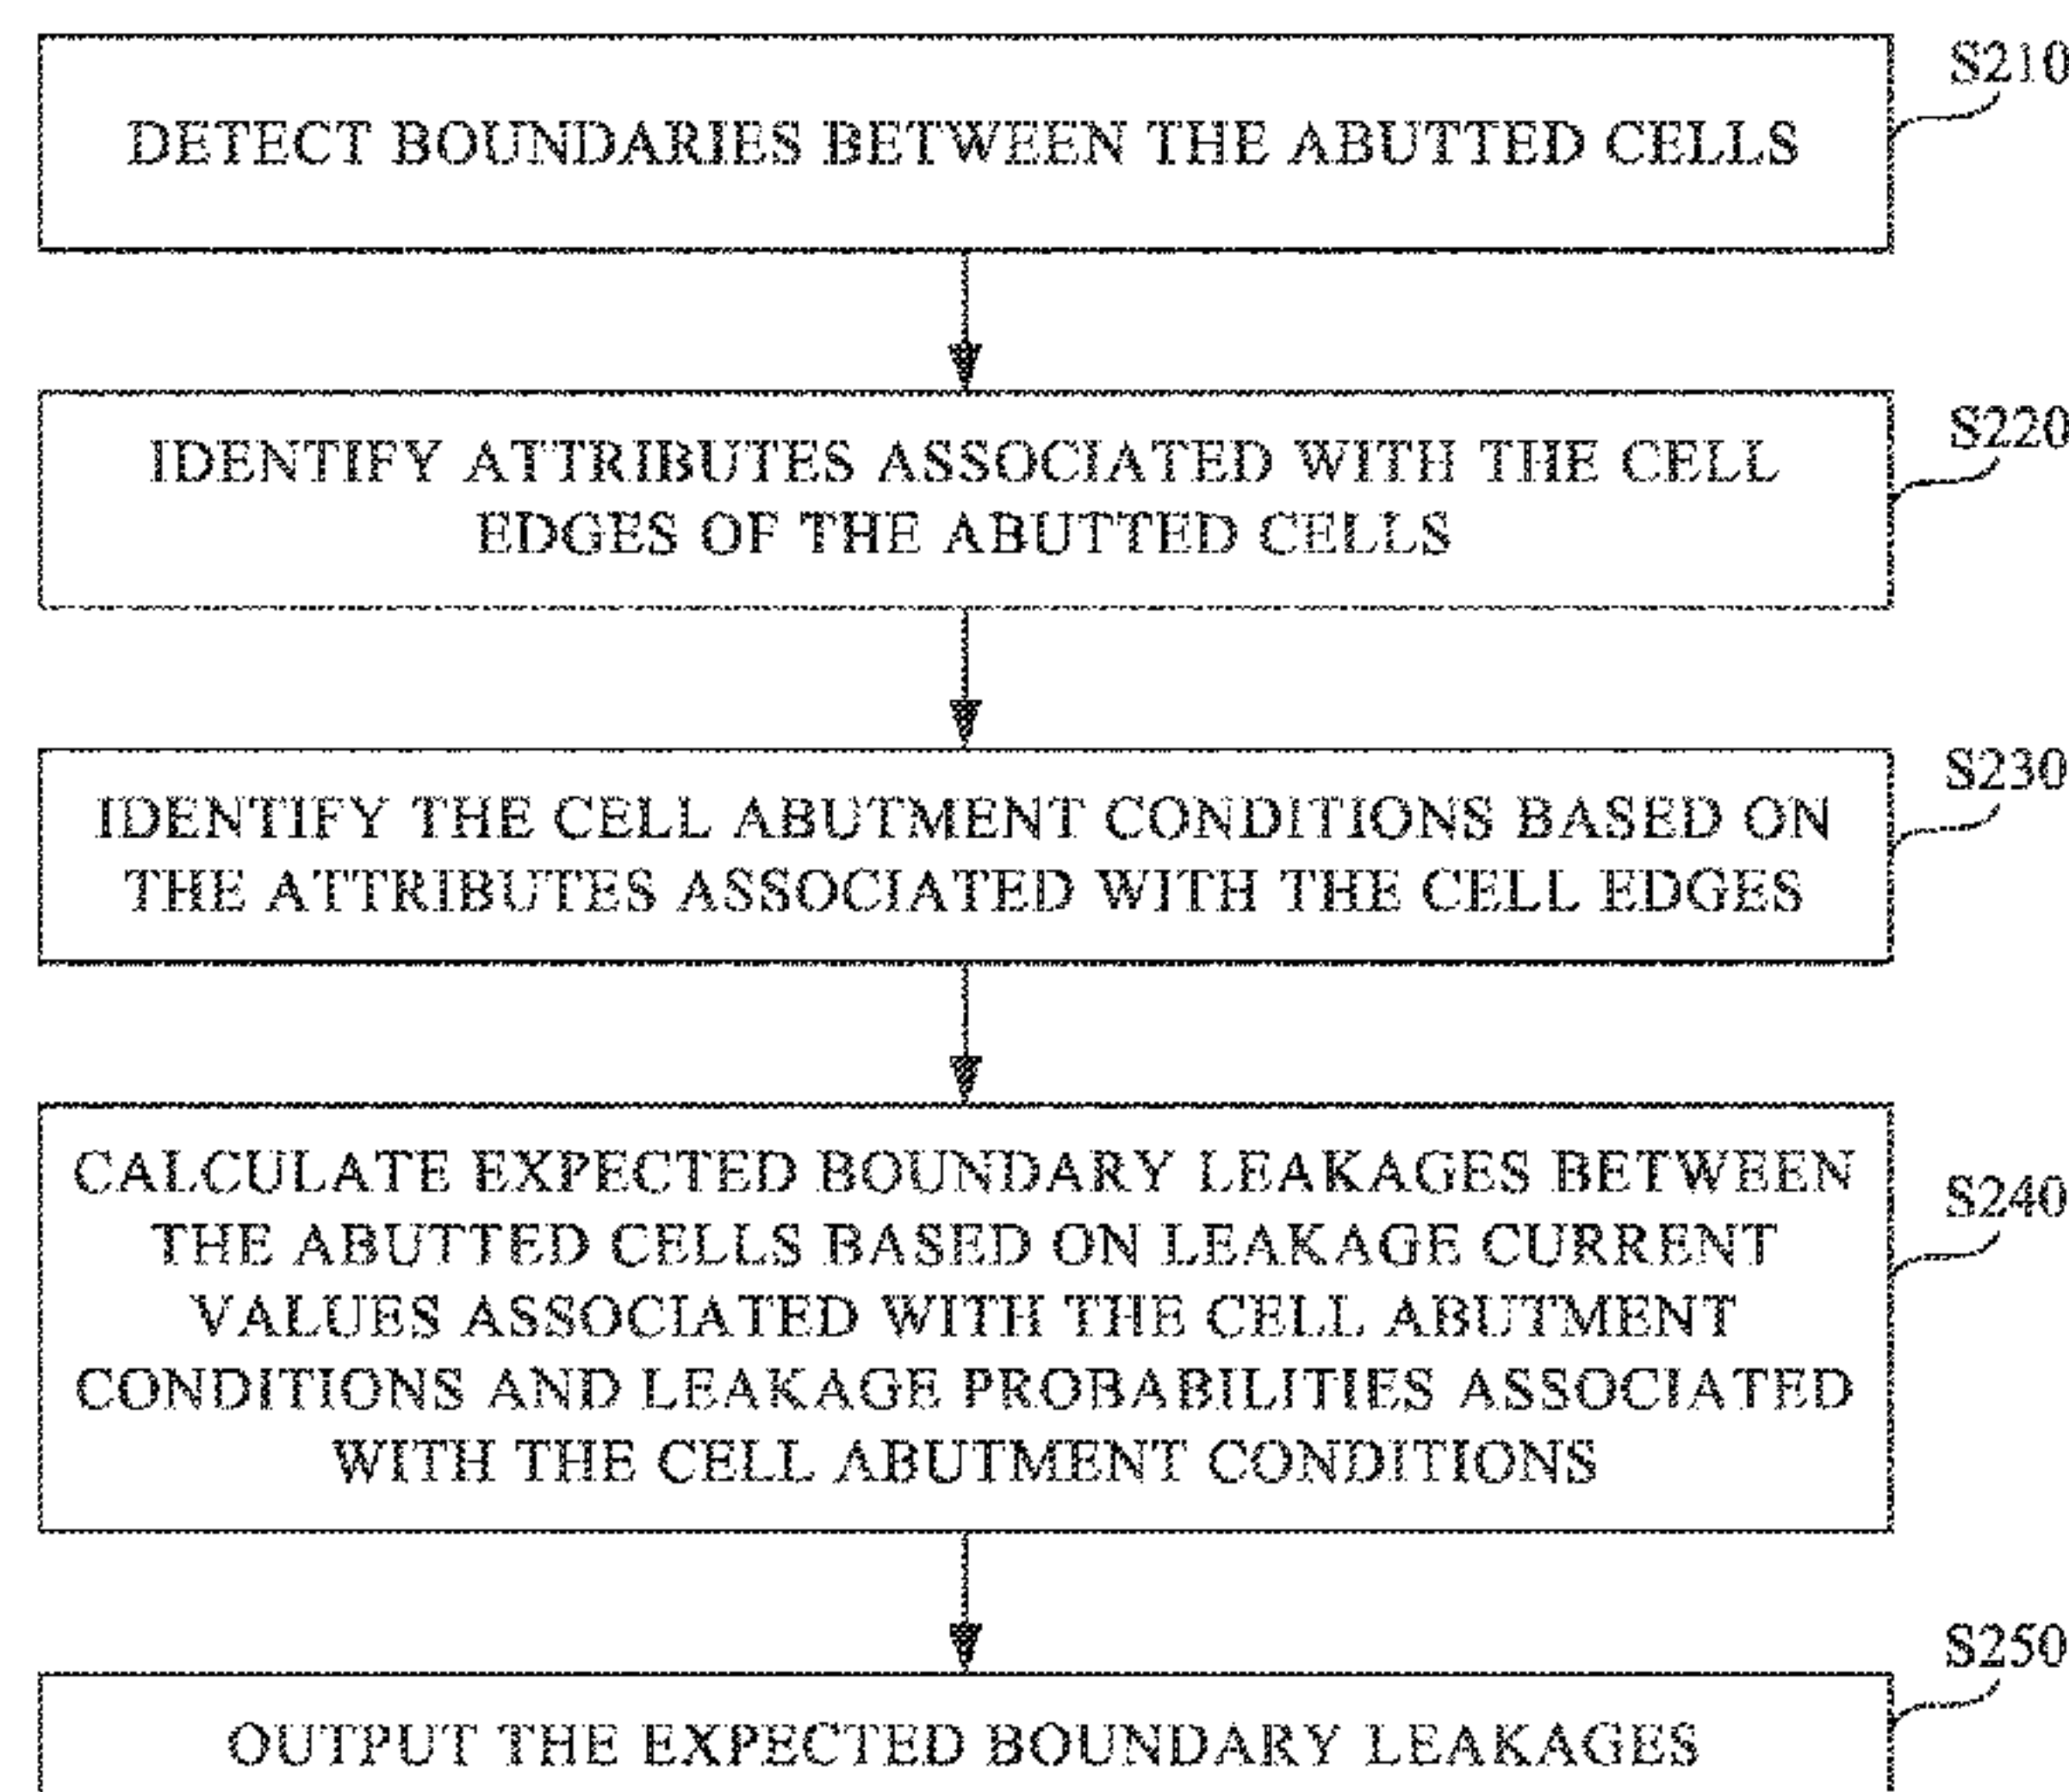 S210
DETECT BOUNDARIES BETWEEN THE ABUTTED CELLS
S220
IDENTIFY ATTRIBUTES ASSOCIATED WITH THE CELL
EDGES OF THE ABUTTED CELLS
S230
IDENTIFY THE CELL ABUTMENT CONDITIONS BASED ON
THE ATTRIBUTES ASSOCIATED WITH THE CELL EDGES
S240
CALCULATE EXPECTED BOUNDARY LEAKAGES BETWEEN
THE ABUTTED CELLS BASED ON LEAKAGE CURRENT
VALUES ASSOCIATED WITH THE CELL ABUTMENT
CONDITIONS AND LEAKAGE PROBABILITIES ASSOCIATED
WITH THE CELL ABUTMENT CONDITIONS
S250
OUTPUT THE EXPECTED BOUNDARY LEAKAGES